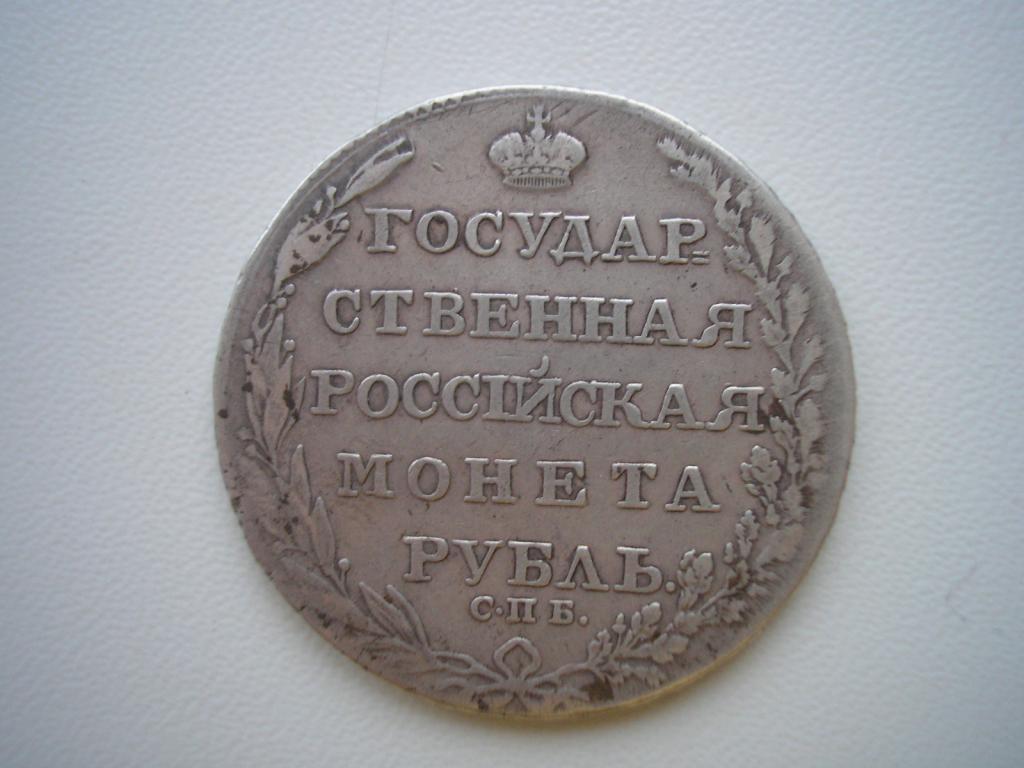 ГОСУДАР=
СТВЕННАЯ
РОССІЙСКАЯ
МОНЕТА
РУБЛЬ.
С·П Б.